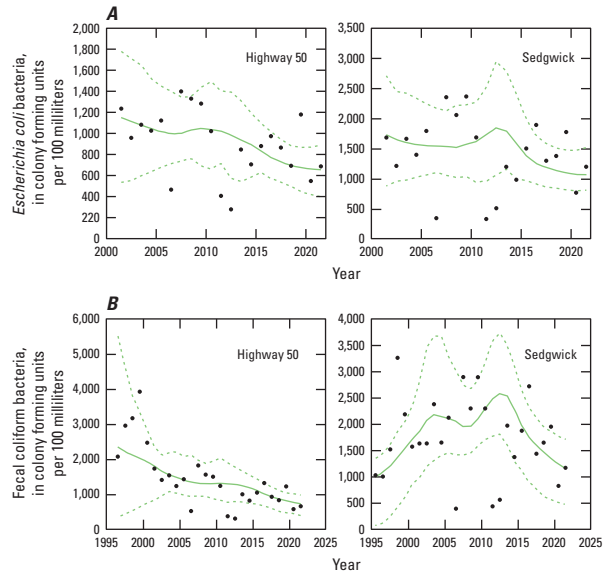 A
Highway 50
Sedgwick
Escherichia coli bacteria,
in colony forming units
per 100 milliliters
2,000
1,800
1,600
1,400
1,200
1,000
800
600
400
220
0
3,500
3,000
2,500
2,000
1,500
1,000
500
0
2000 2005 2010 2015 2020
2000 2005 2010 2015 2020
Year
B
Highway 50
Sedgwick
Fecal coliform bacteria,
in colony forming units
per 100 milliliters
6,000
5,000
4,000
3,000
2,000
1,000
0
4,000
3,500
3,000
2,500
2,000
1,500
1,000
500
0
1995 2000 2005 2010 2015 2020 2025
1995 2000 2005 2010 2015 2020 2025
Year